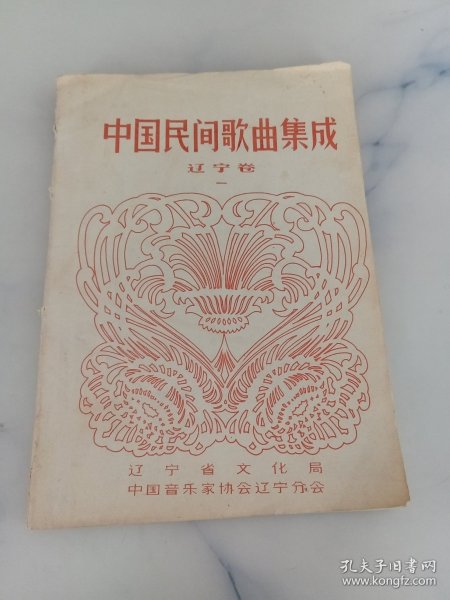 中国民间歌曲集成
辽宁卷
一
辽宁省文化局
中国音乐家协会辽宁分会
孔夫子旧书网
www.kongfz.com